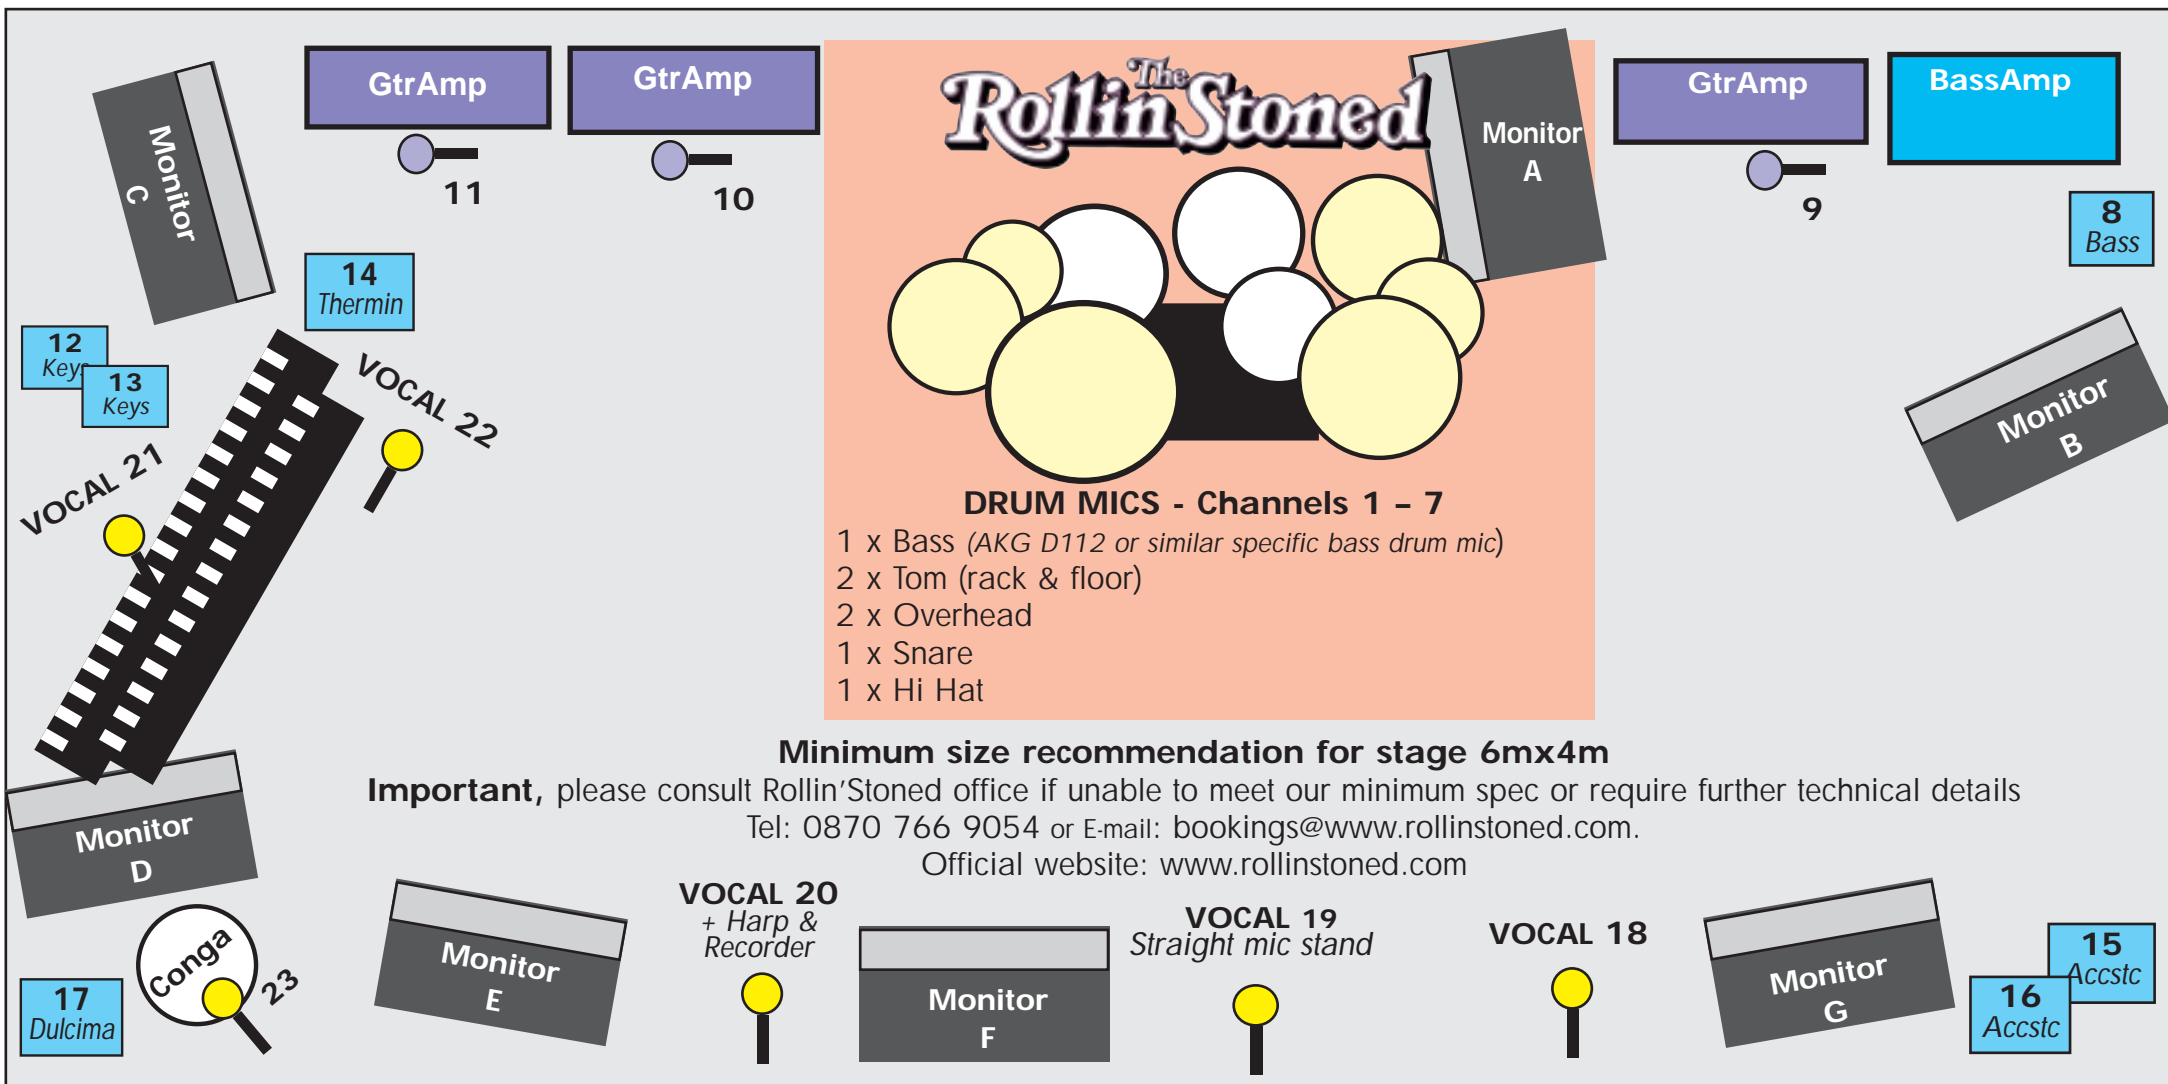 GtrAmp
GtrAmp
The
Rollin Stoned
Monitor
A
GtrAmp
BassAmp
Monitor
C
11
10
9
8
Bass
14
Thermin
12
Keys
13
Keys
VOCAL 22
VOCAL 21
Monitor
B
DRUM MICS - Channels 1 – 7
1 x Bass (AKG D112 or similar specific bass drum mic)
2 x Tom (rack & floor)
2 x Overhead
1 x Snare
1 x Hi Hat
Minimum size recommendation for stage 6mx4m
Important, please consult Rollin'Stoned office if unable to meet our minimum spec or require further technical details
Tel: 0870 766 9054 or E-mail: bookings@www.rollinstoned.com.
Official website: www.rollinstoned.com
Monitor
D
Conga
23
17
Dulcima
Monitor
E
VOCAL 20
+ Harp &
Recorder
Monitor
F
VOCAL 19
Straight mic stand
VOCAL 18
Monitor
G
15
Accstc
16
Accstc